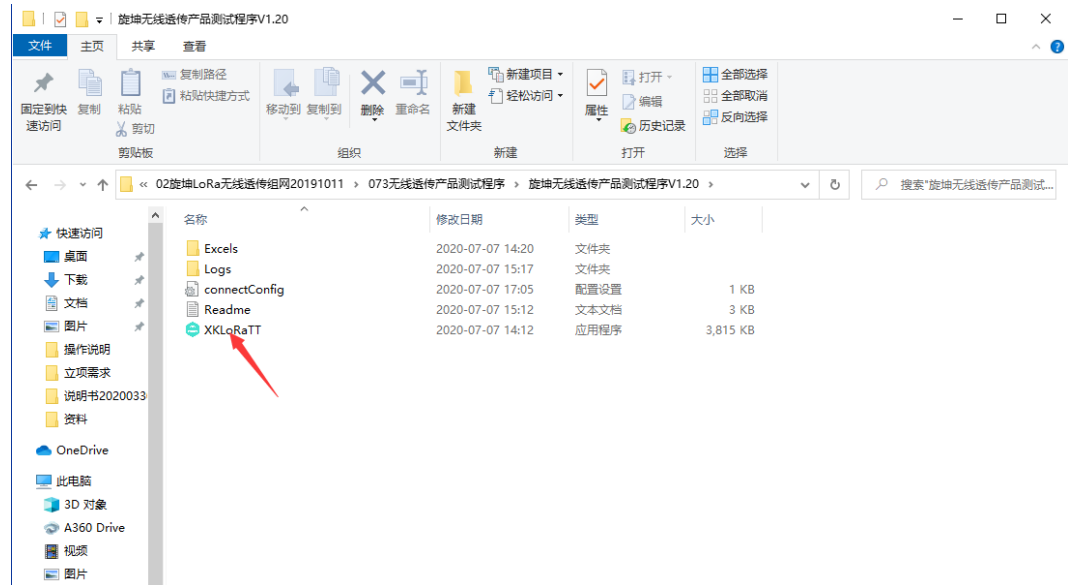 旋坤无线透传产品测试程序V1.20
文件 主页 共享 查看
固定到快速访问 复制 粘贴 复制路径 粘贴快捷方式 剪切 移动到 复制到 删除 重命名 新建文件夹 新建项目 轻松访问 属性 打开 编辑 历史记录 全部选择 全部取消 反向选择
剪贴板 组织 新建 打开 选择
« 02旋坤LoRa无线透传组网20191011 › 073无线透传产品测试程序 › 旋坤无线透传产品测试程序V1.20 › 搜索"旋坤无线透传产品测试...
名称 修改日期 类型 大小
快速访问
桌面
下载
文档
图片
操作说明
立项需求
说明书2020033
资料
OneDrive
此电脑
3D 对象
A360 Drive
视频
图片
Excels 2020-07-07 14:20 文件夹
Logs 2020-07-07 15:17 文件夹
connectConfig 2020-07-07 17:05 配置设置 1 KB
Readme 2020-07-07 15:12 文本文档 3 KB
XKLoRaTT 2020-07-07 14:12 应用程序 3,815 KB